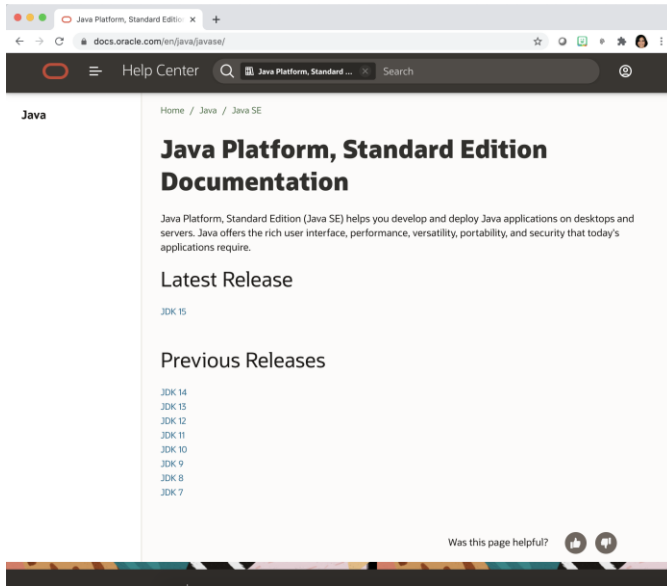 Java Platform, Standard Edition
docs.oracle.com/en/java/javase/
Help Center
Java Platform, Standard ...
Search
Java
Home / Java / Java SE
Java Platform, Standard Edition
Documentation
Java Platform, Standard Edition (Java SE) helps you develop and deploy Java applications on desktops and
servers. Java offers the rich user interface, performance, versatility, portability, and security that today's
applications require.
Latest Release
JDK 15
Previous Releases
JDK 14
JDK 13
JDK 12
JDK 11
JDK 10
JDK 9
JDK 8
JDK 7
Was this page helpful?